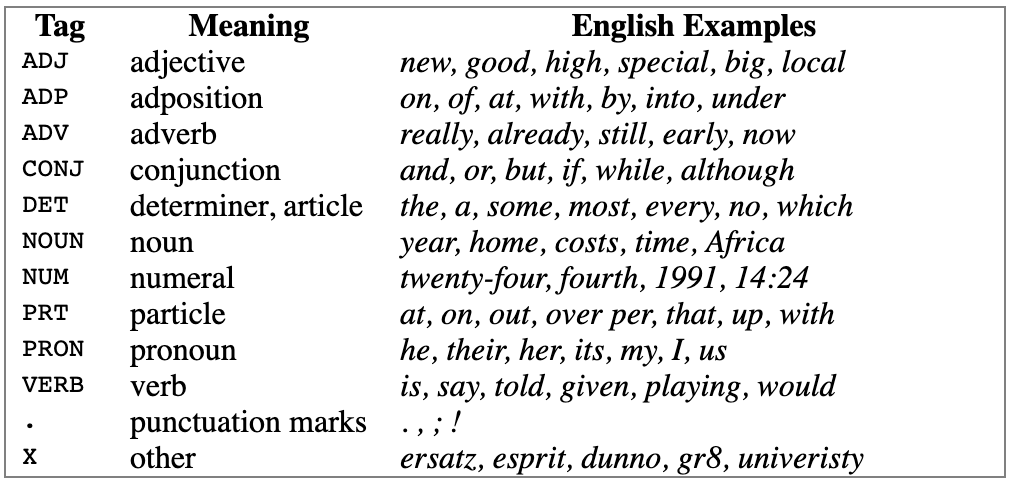 Tag Meaning English Examples
ADJ adjective new, good, high, special, big, local
ADP adposition on, of, at, with, by, into, under
ADV adverb really, already, still, early, now
CONJ conjunction and, or, but, if, while, although
DET determiner, article the, a, some, most, every, no, which
NOUN noun year, home, costs, time, Africa
NUM numeral twenty-four, fourth, 1991, 14:24
PRT particle at, on, out, over per, that, up, with
PRON pronoun he, their, her, its, my, I, us
VERB verb is, say, told, given, playing, would
. punctuation marks . , ; !
X other ersatz, esprit, dunno, gr8, univeristy